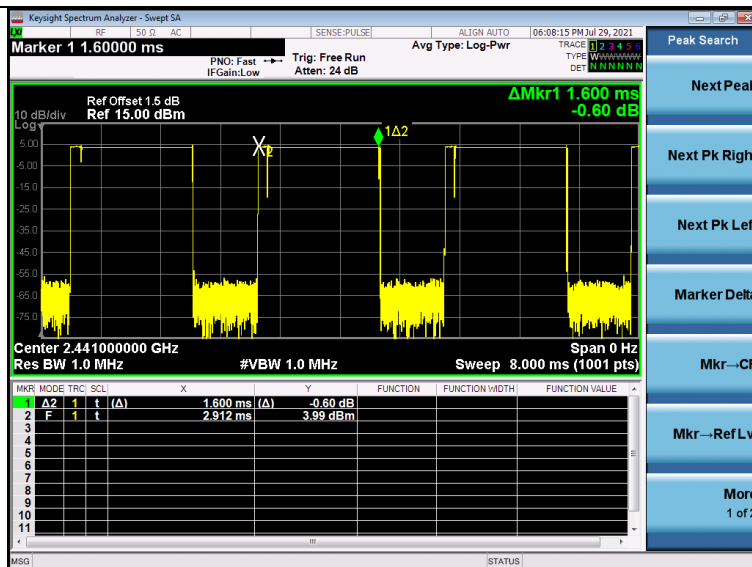 Keysight Spectrum Analyzer - Swept SA
LXI RF 50 Ω AC SENSE:PULSE ALIGN AUTO 06:08:15 PM Jul 29, 2021
Marker 1 1.60000 ms
PNO: Fast
IFGain:Low
Trig: Free Run
Atten: 24 dB
Avg Type: Log-Pwr
TRACE 1 2 3 4 5 6
TYPE WWWWWW
DET N N N N N N
Peak Search
Ref Offset 1.5 dB
10 dB/div Ref 15.00 dBm
Log
ΔMkr1 1.600 ms
-0.60 dB
1Δ2
X2
5.00
-5.00
-15.0
-25.0
-35.0
-45.0
-55.0
-65.0
-75.0
Center 2.441000000 GHz Span 0 Hz
Res BW 1.0 MHz #VBW 1.0 MHz Sweep 8.000 ms (1001 pts)
MKR MODE TRC SCL X Y FUNCTION FUNCTION WIDTH FUNCTION VALUE
1 Δ2 1 t (Δ) 1.600 ms (Δ) -0.60 dB
2 F 1 t 2.912 ms 3.99 dBm
3
4
5
6
7
8
9
10
11
MSG STATUS
Next Peak
Next Pk Righ
Next Pk Lef
Marker Delta
Mkr→CF
Mkr→Ref Lv
More
1 of 2